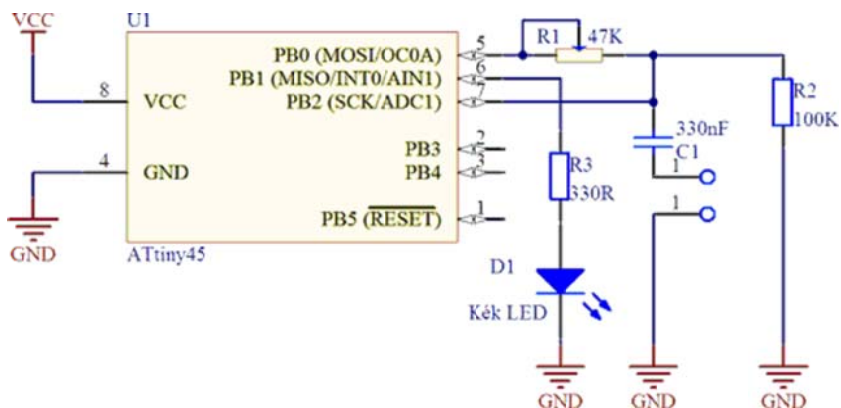 VCC
U1
PB0 (MOSI/OC0A)
5
R1
47K
PB1 (MISO/INT0/AIN1)
6
8
VCC
PB2 (SCK/ADC1)
7
R2
100K
330nF
C1
PB3
2
4
GND
PB4
3
R3
330R
1
1
PB5 (RESET)
1
GND
ATtiny45
D1
Kék LED
GND
GND
GND